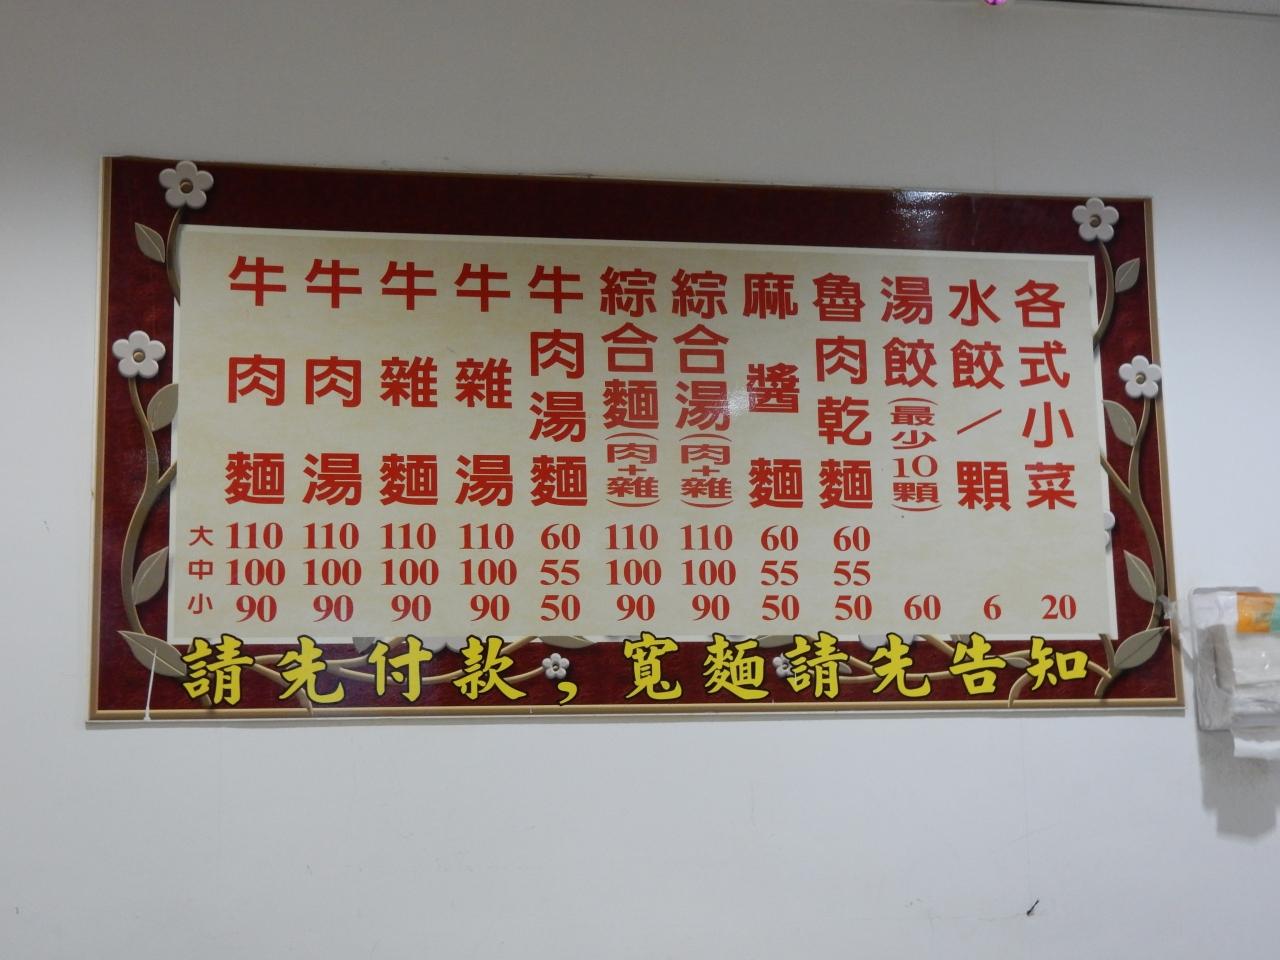 牛肉麵
牛肉湯
牛雜麵
牛雜湯
牛肉湯麵
綜合麵(肉+雜)
綜合湯(肉+雜)
麻醬麵
魯肉乾麵
湯餃(最少10顆)
水餃/顆
各式小菜
大 110 110 110 110 60 110 110 60 60
中 100 100 100 100 55 100 100 55 55
小 90 90 90 90 50 90 90 50 50 60 6 20
請先付款,寬麵請先告知